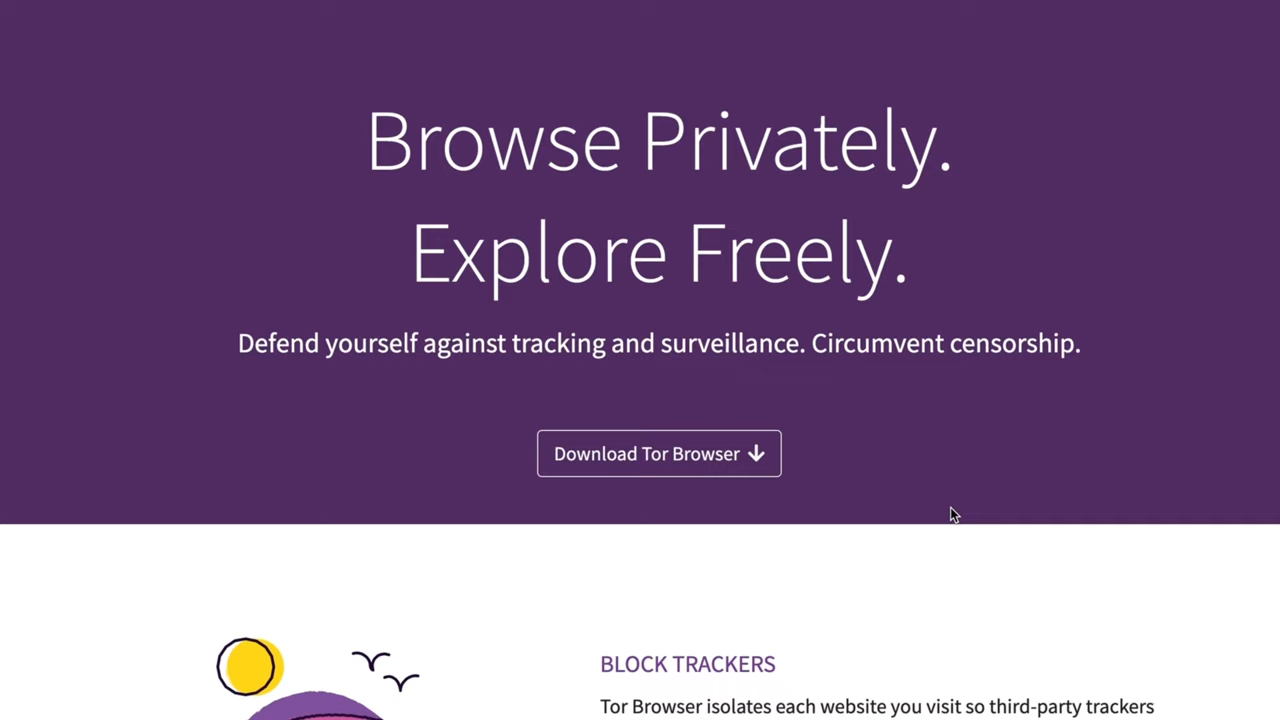 Browse Privately.
Explore Freely.
Defend yourself against tracking and surveillance. Circumvent censorship.
Download Tor Browser
BLOCK TRACKERS
Tor Browser isolates each website you visit so third-party trackers